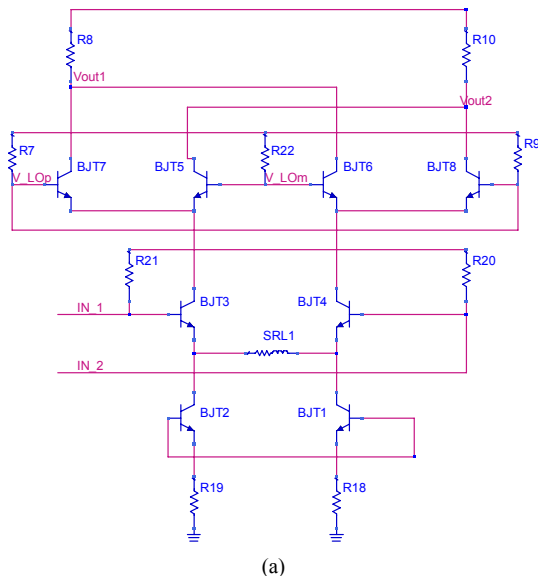 R8
R10
Vout1
Vout2
R7
R22
R9
BJT7
BJT5
BJT6
BJT8
V_LOp
V_LOm
R21
R20
BJT3
BJT4
IN_1
SRL1
IN_2
BJT2
BJT1
R19
R18
(a)